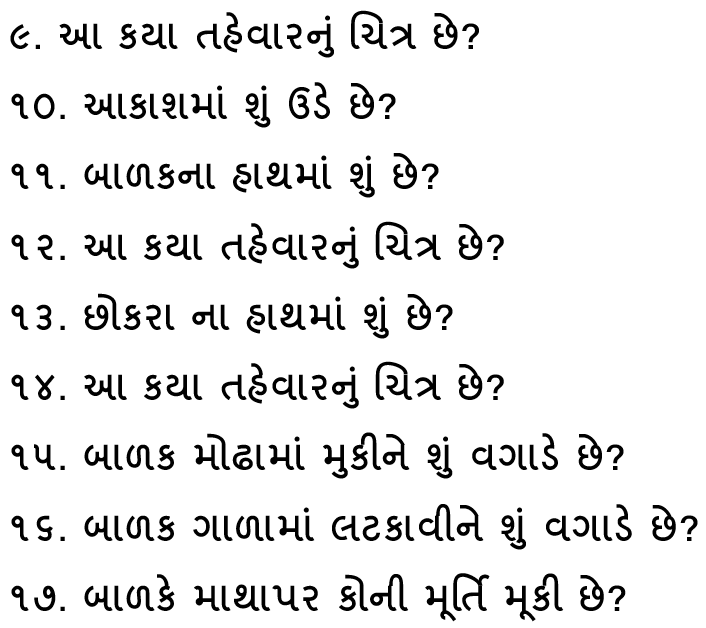 ૯. આ કયા તહેવારનું ચિત્ર છે?
૧૦. આકાશમાં શું ઉડે છે?
૧૧. બાળકના હાથમાં શું છે?
૧૨. આ કયા તહેવારનું ચિત્ર છે?
૧૩. છોકરા ના હાથમાં શું છે?
૧૪. આ કયા તહેવારનું ચિત્ર છે?
૧૫. બાળક મોઢામાં મુકીને શું વગાડે છે?
૧૬. બાળક ગાળામાં લટકાવીને શું વગાડે છે?
૧૭. બાળકે માથાપર કોની મૂર્તિ મૂકી છે?